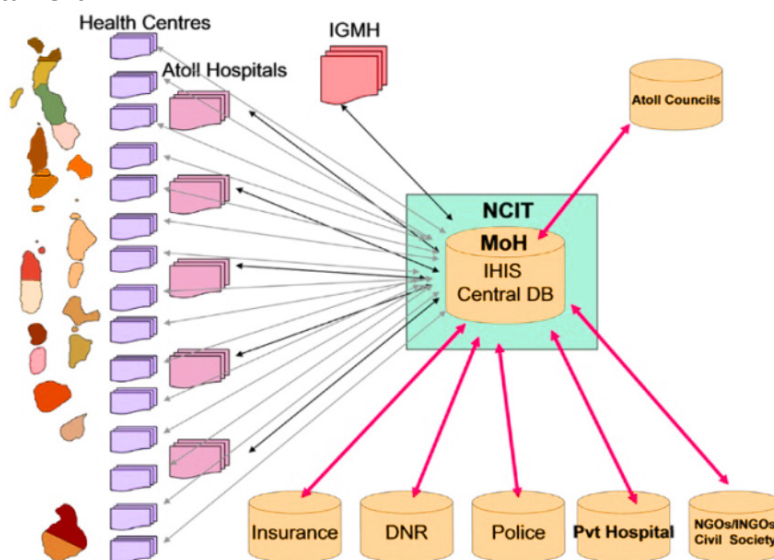 Health Centres
IGMH
Atoll Hospitals
Atoll Councils
NCIT
MoH
IHIS
Central DB
Insurance
DNR
Police
Pvt Hospital
NGOs/INGOs
Civil Society